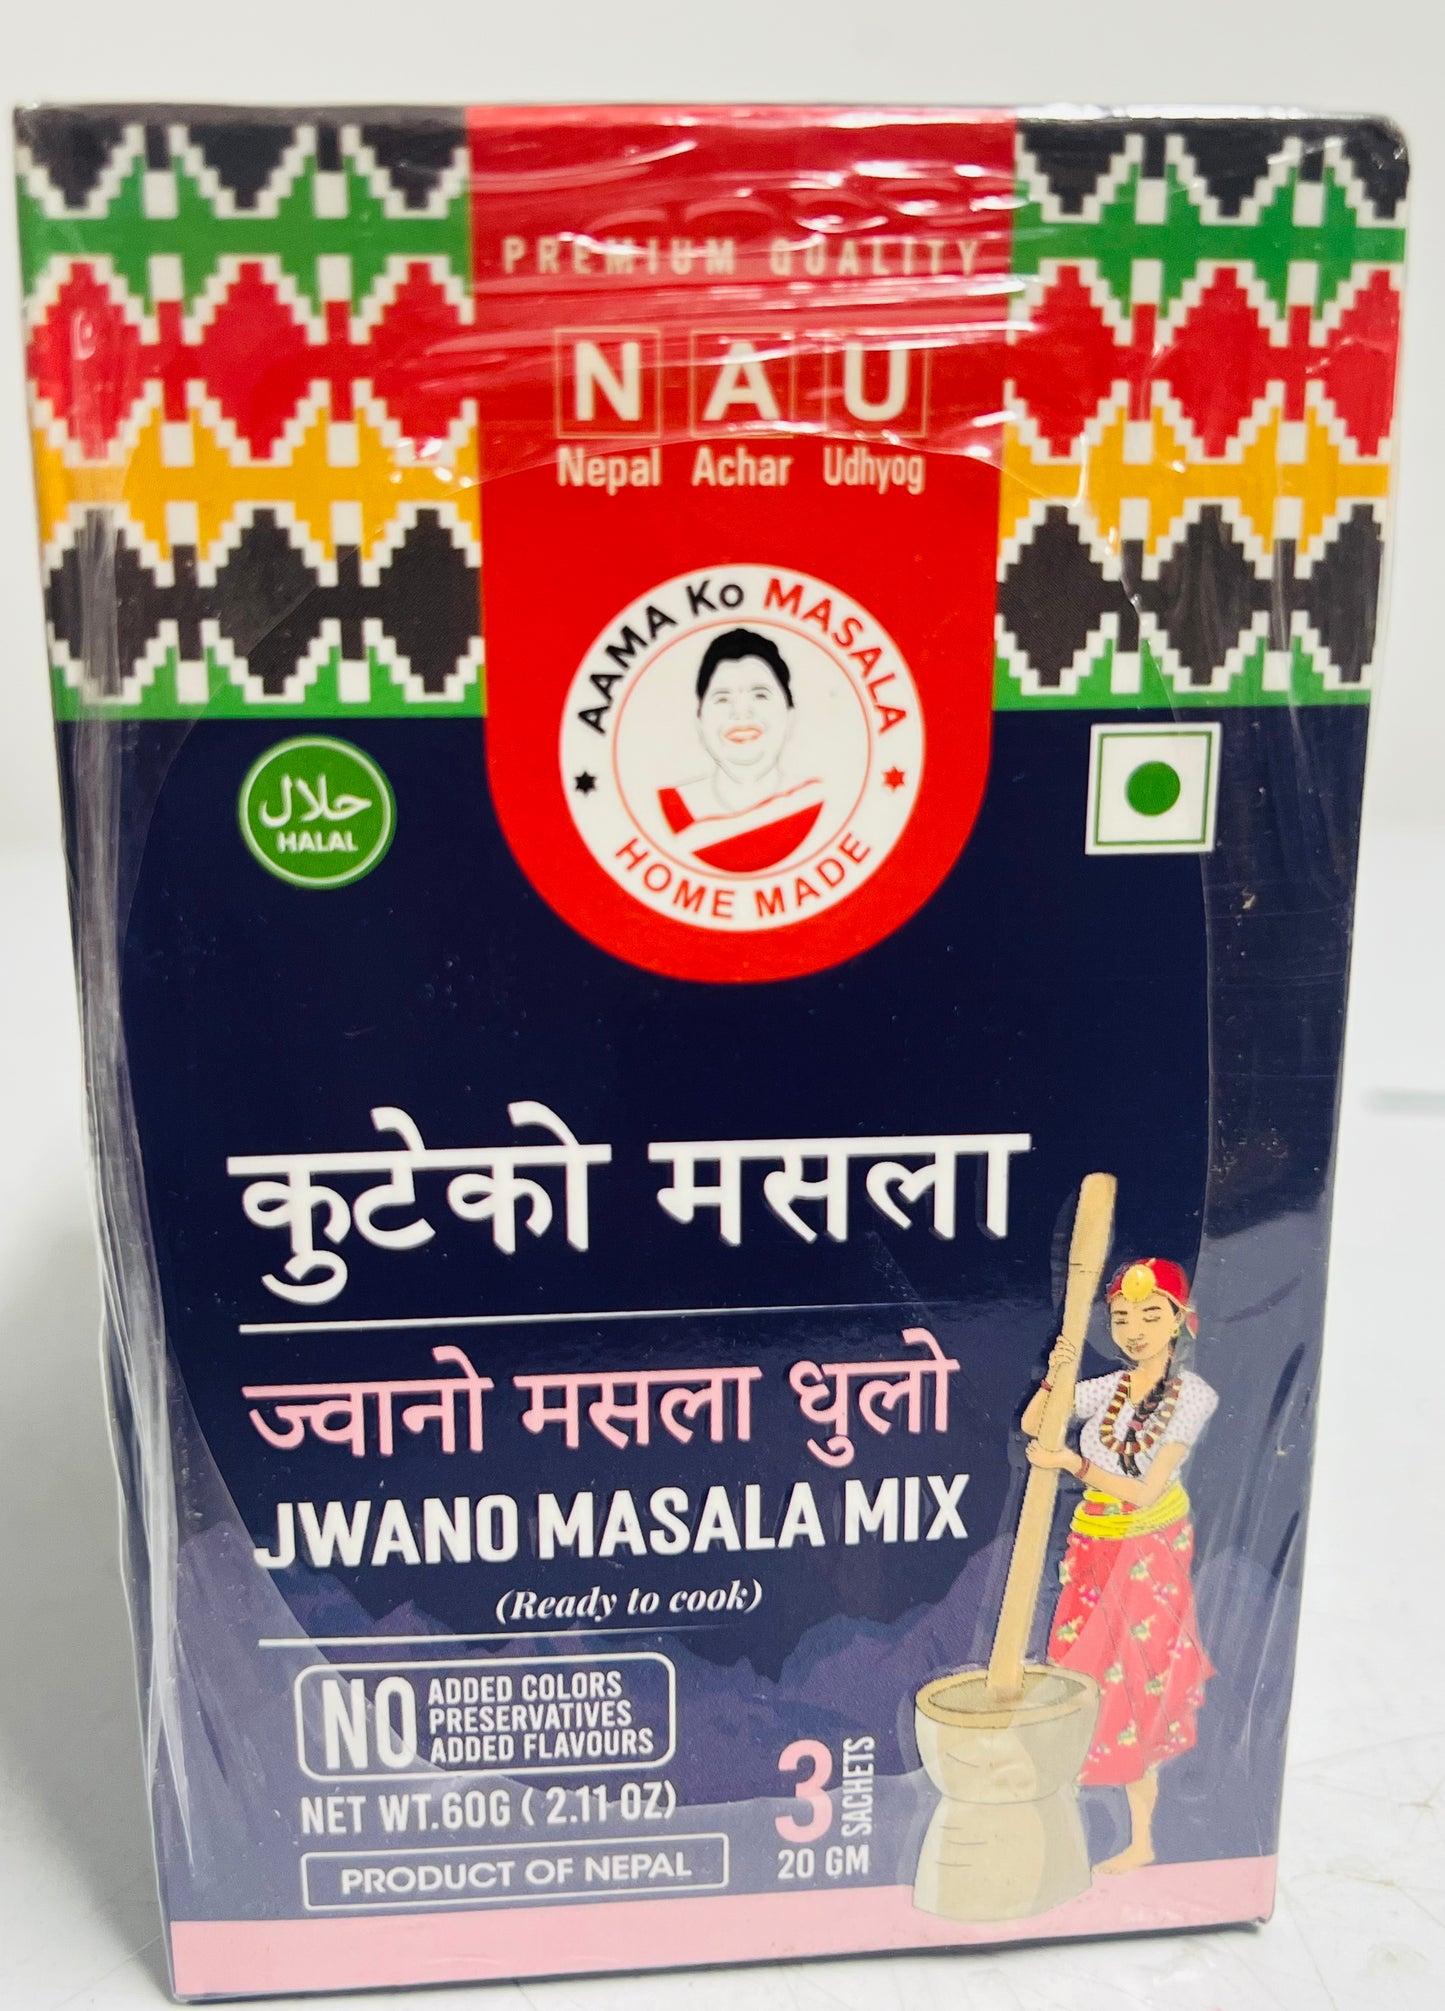 PREMIUM QUALITY
N A U
Nepal Achar Udhyog
AAMA Ko MASALA
HOME MADE
حلال
HALAL
कुटेको मसला
ज्वानो मसला धुलो
JWANO MASALA MIX
(Ready to cook)
NO ADDED COLORS
PRESERVATIVES
ADDED FLAVOURS
NET WT.60G ( 2.11 OZ)
3 SACHETS
20 GM
PRODUCT OF NEPAL